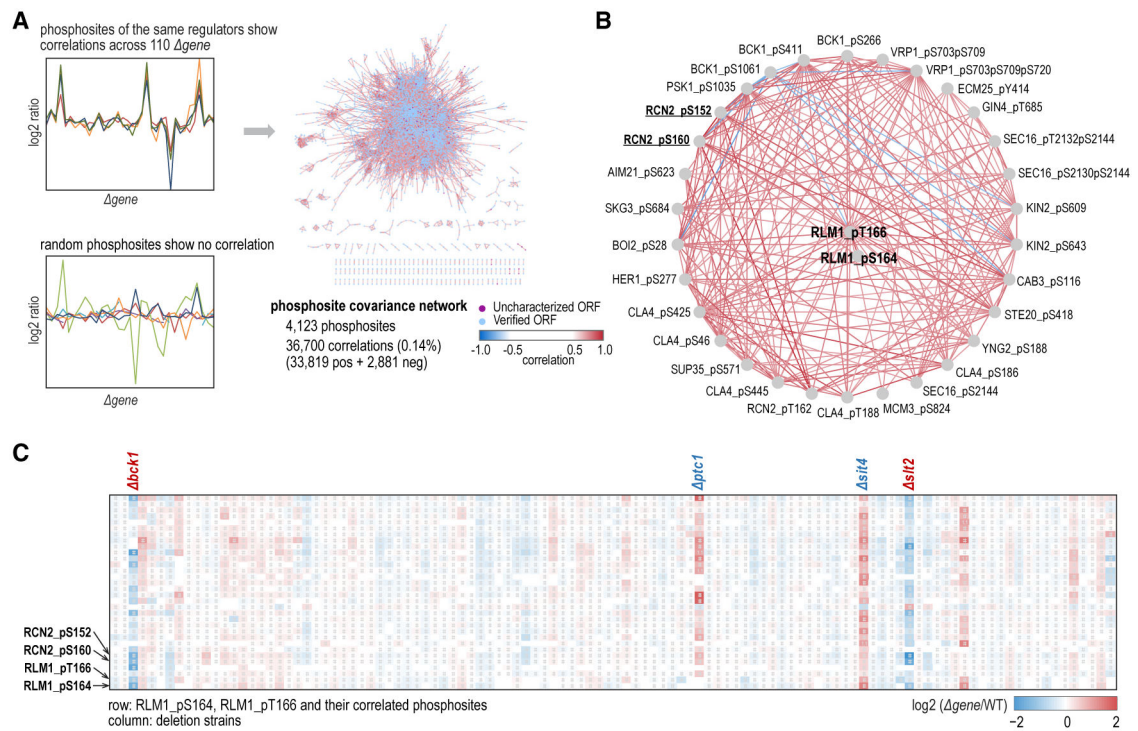 A
phosphosites of the same regulators show
correlations across 110 Δgene
log2 ratio
Δgene
random phosphosites show no correlation
log2 ratio
Δgene
phosphosite covariance network
4,123 phosphosites
36,700 correlations (0.14%)
(33,819 pos + 2,881 neg)
Uncharacterized ORF
Verified ORF
-1.0 -0.5 0.5 1.0
correlation
B
BCK1_pS266
BCK1_pS411
VRP1_pS703pS709
BCK1_pS1061
VRP1_pS703pS709pS720
PSK1_pS1035
ECM25_pY414
RCN2_pS152
GIN4_pT685
RCN2_pS160
SEC16_pT2132pS2144
AIM21_pS623
SEC16_pS2130pS2144
SKG3_pS684
KIN2_pS609
RLM1_pT166
BOI2_pS28
KIN2_pS643
RLM1_pS164
HER1_pS277
CAB3_pS116
CLA4_pS425
STE20_pS418
CLA4_pS46
YNG2_pS188
SUP35_pS571
CLA4_pS186
CLA4_pS445
SEC16_pS2144
RCN2_pT162
CLA4_pT188
MCM3_pS824
C
Δbck1
Δptc1
Δsit4
Δslt2
RCN2_pS152
RCN2_pS160
RLM1_pT166
RLM1_pS164
row: RLM1_pS164, RLM1_pT166 and their correlated phosphosites
column: deletion strains
log2 (Δgene/WT)
−2 0 2